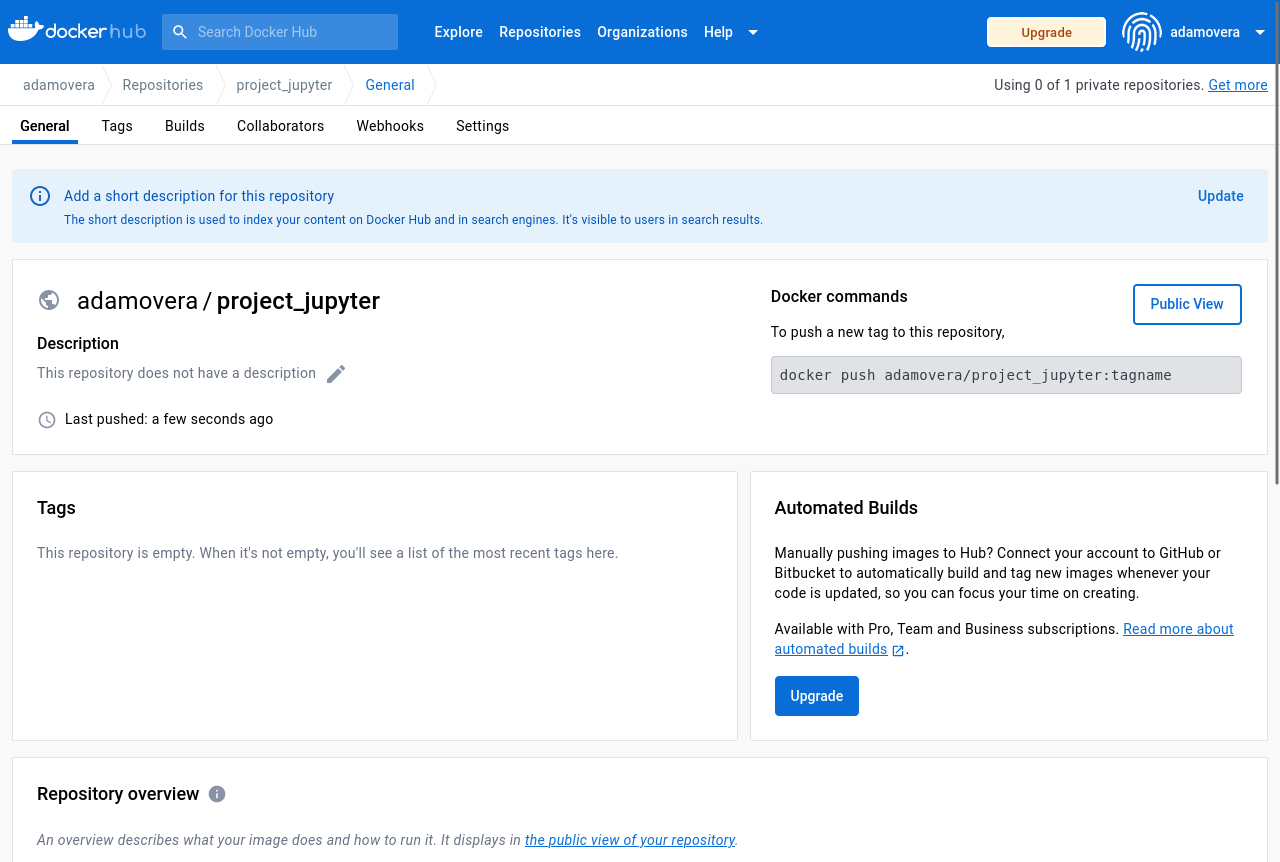 dockerhub
Search Docker Hub
Explore Repositories Organizations Help
Upgrade
adamovera
adamovera Repositories project_jupyter General
Using 0 of 1 private repositories. Get more
General Tags Builds Collaborators Webhooks Settings
Add a short description for this repository
Update
The short description is used to index your content on Docker Hub and in search engines. It's visible to users in search results.
adamovera / project_jupyter
Description
This repository does not have a description
Last pushed: a few seconds ago
Docker commands
Public View
To push a new tag to this repository,
docker push adamovera/project_jupyter:tagname
Tags
This repository is empty. When it's not empty, you'll see a list of the most recent tags here.
Automated Builds
Manually pushing images to Hub? Connect your account to GitHub or
Bitbucket to automatically build and tag new images whenever your
code is updated, so you can focus your time on creating.
Available with Pro, Team and Business subscriptions. Read more about
automated builds .
Upgrade
Repository overview
An overview describes what your image does and how to run it. It displays in the public view of your repository.